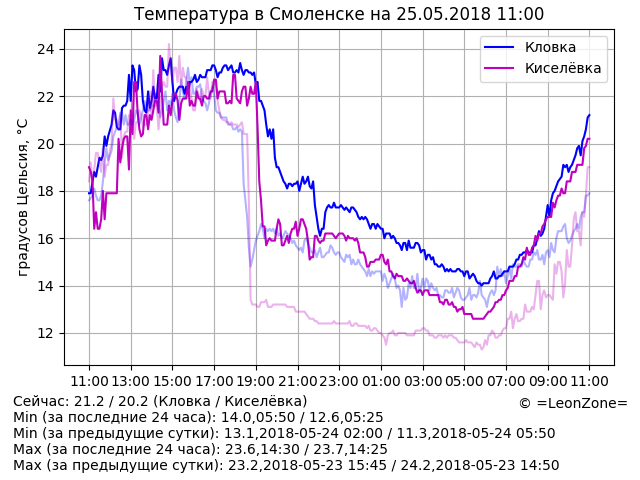 Температура в Смоленске на 25.05.2018 11:00
Кловка
Киселёвка
градусов Цельсия, °C
24
22
20
18
16
14
12
11:00 13:00 15:00 17:00 19:00 21:00 23:00 01:00 03:00 05:00 07:00 09:00 11:00
Сейчас: 21.2 / 20.2 (Кловка / Киселёвка)
© =LeonZone=
Min (за последние 24 часа): 14.0,05:50 / 12.6,05:25
Min (за предыдущие сутки): 13.1,2018-05-24 02:00 / 11.3,2018-05-24 05:50
Max (за последние 24 часа): 23.6,14:30 / 23.7,14:25
Max (за предыдущие сутки): 23.2,2018-05-23 15:45 / 24.2,2018-05-23 14:50